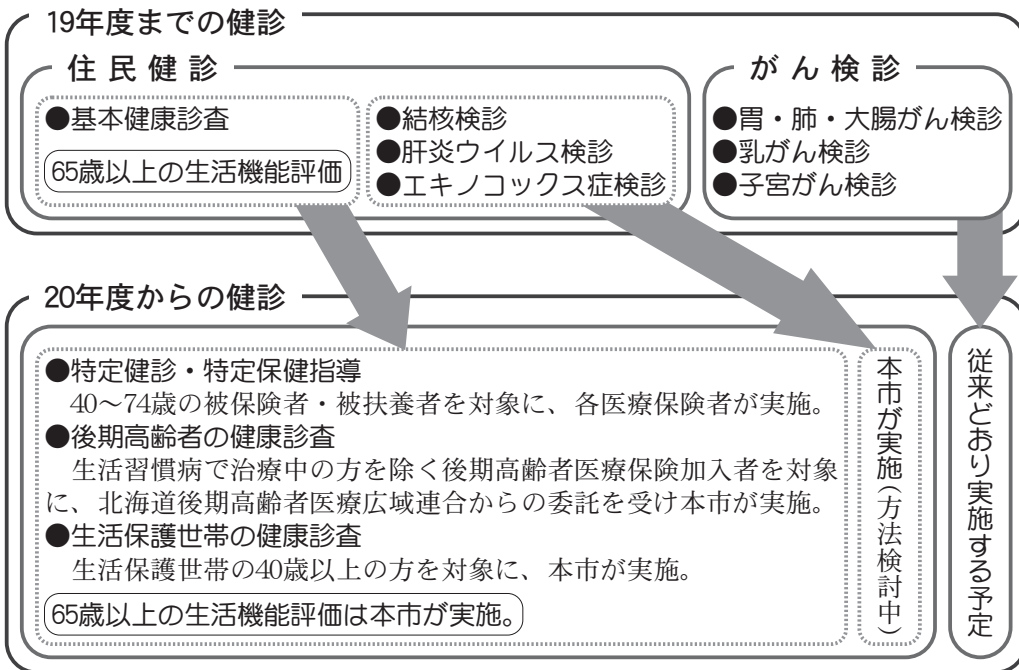 19年度までの健診
住民健診
●基本健康診査
65歳以上の生活機能評価
●結核検診
●肝炎ウイルス検診
●エキノコックス症検診
がん検診
●胃・肺・大腸がん検診
●乳がん検診
●子宮がん検診
20年度からの健診
●特定健診・特定保健指導
40～74歳の被保険者・被扶養者を対象に、各医療保険者が実施。
●後期高齢者の健康診査
生活習慣病で治療中の方を除く後期高齢者医療保険加入者を対象
に、北海道後期高齢者医療広域連合からの委託を受け本市が実施。
●生活保護世帯の健康診査
生活保護世帯の40歳以上の方を対象に、本市が実施。
65歳以上の生活機能評価は本市が実施。
本市が実施（方法検討中）
従来どおり実施する予定